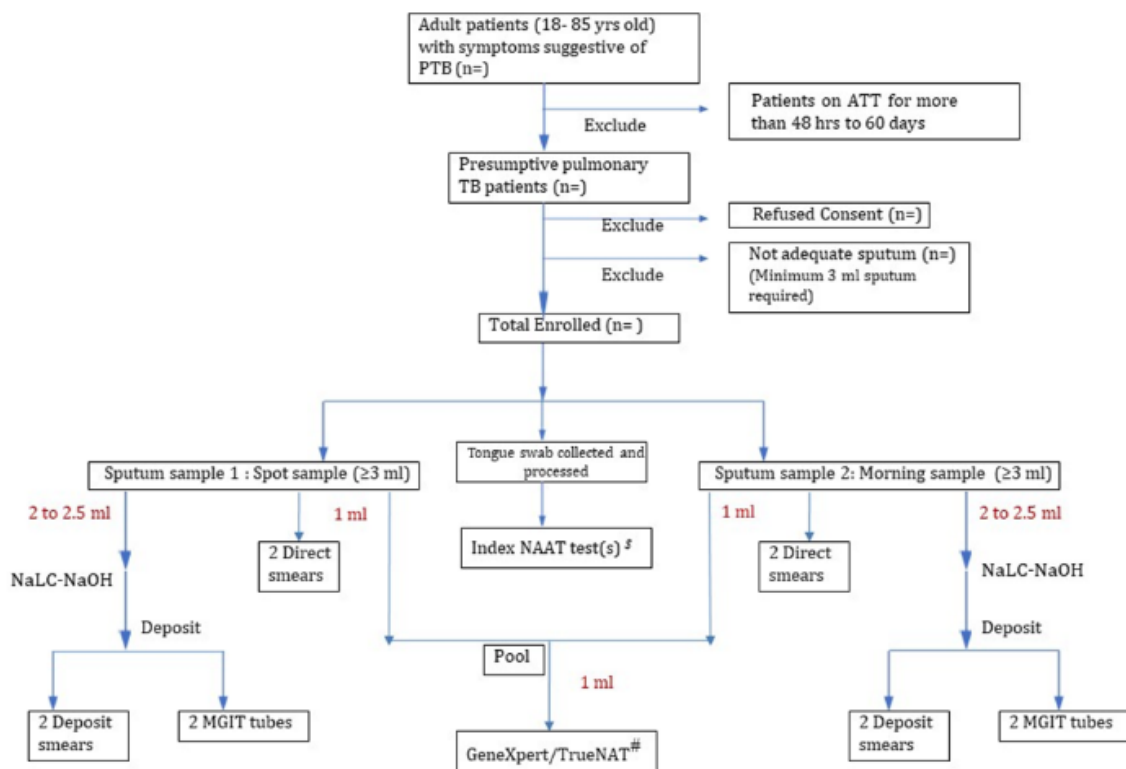 Adult patients (18- 85 yrs old)
with symptoms suggestive of
PTB (n=)
Exclude
Patients on ATT for more
than 48 hrs to 60 days
Presumptive pulmonary
TB patients (n=)
Exclude
Refused Consent (n=)
Exclude
Not adequate sputum (n=)
(Minimum 3 ml sputum
required)
Total Enrolled (n= )
Sputum sample 1 : Spot sample (≥3 ml)
Tongue swab collected and
processed
Sputum sample 2: Morning sample (≥3 ml)
2 to 2.5 ml
1 ml
1 ml
2 to 2.5 ml
2 Direct
smears
Index NAAT test(s) $
2 Direct
smears
NaLC-NaOH
NaLC-NaOH
Deposit
Deposit
Pool
1 ml
2 Deposit
smears
2 MGIT tubes
GeneXpert/TrueNAT#
2 Deposit
smears
2 MGIT tubes